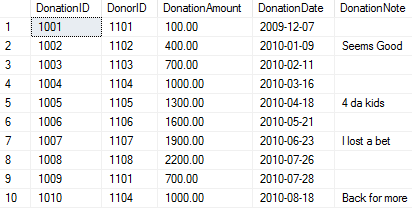 DonationID DonorID DonationAmount DonationDate DonationNote
1 1001 1101 100.00 2009-12-07
2 1002 1102 400.00 2010-01-09 Seems Good
3 1003 1103 700.00 2010-02-11
4 1004 1104 1000.00 2010-03-16
5 1005 1105 1300.00 2010-04-18 4 da kids
6 1006 1106 1600.00 2010-05-21
7 1007 1107 1900.00 2010-06-23 I lost a bet
8 1008 1108 2200.00 2010-07-26
9 1009 1101 700.00 2010-07-28
10 1010 1104 1000.00 2010-08-18 Back for more